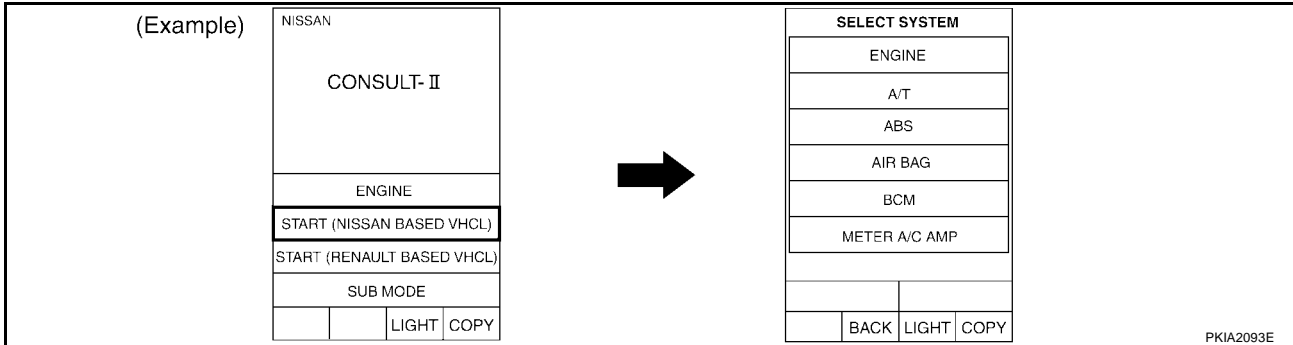 (Example)
NISSAN
CONSULT-II
ENGINE
START (NISSAN BASED VHCL)
START (RENAULT BASED VHCL)
SUB MODE
LIGHT COPY
SELECT SYSTEM
ENGINE
A/T
ABS
AIR BAG
BCM
METER A/C AMP
BACK LIGHT COPY
PKIA2093E